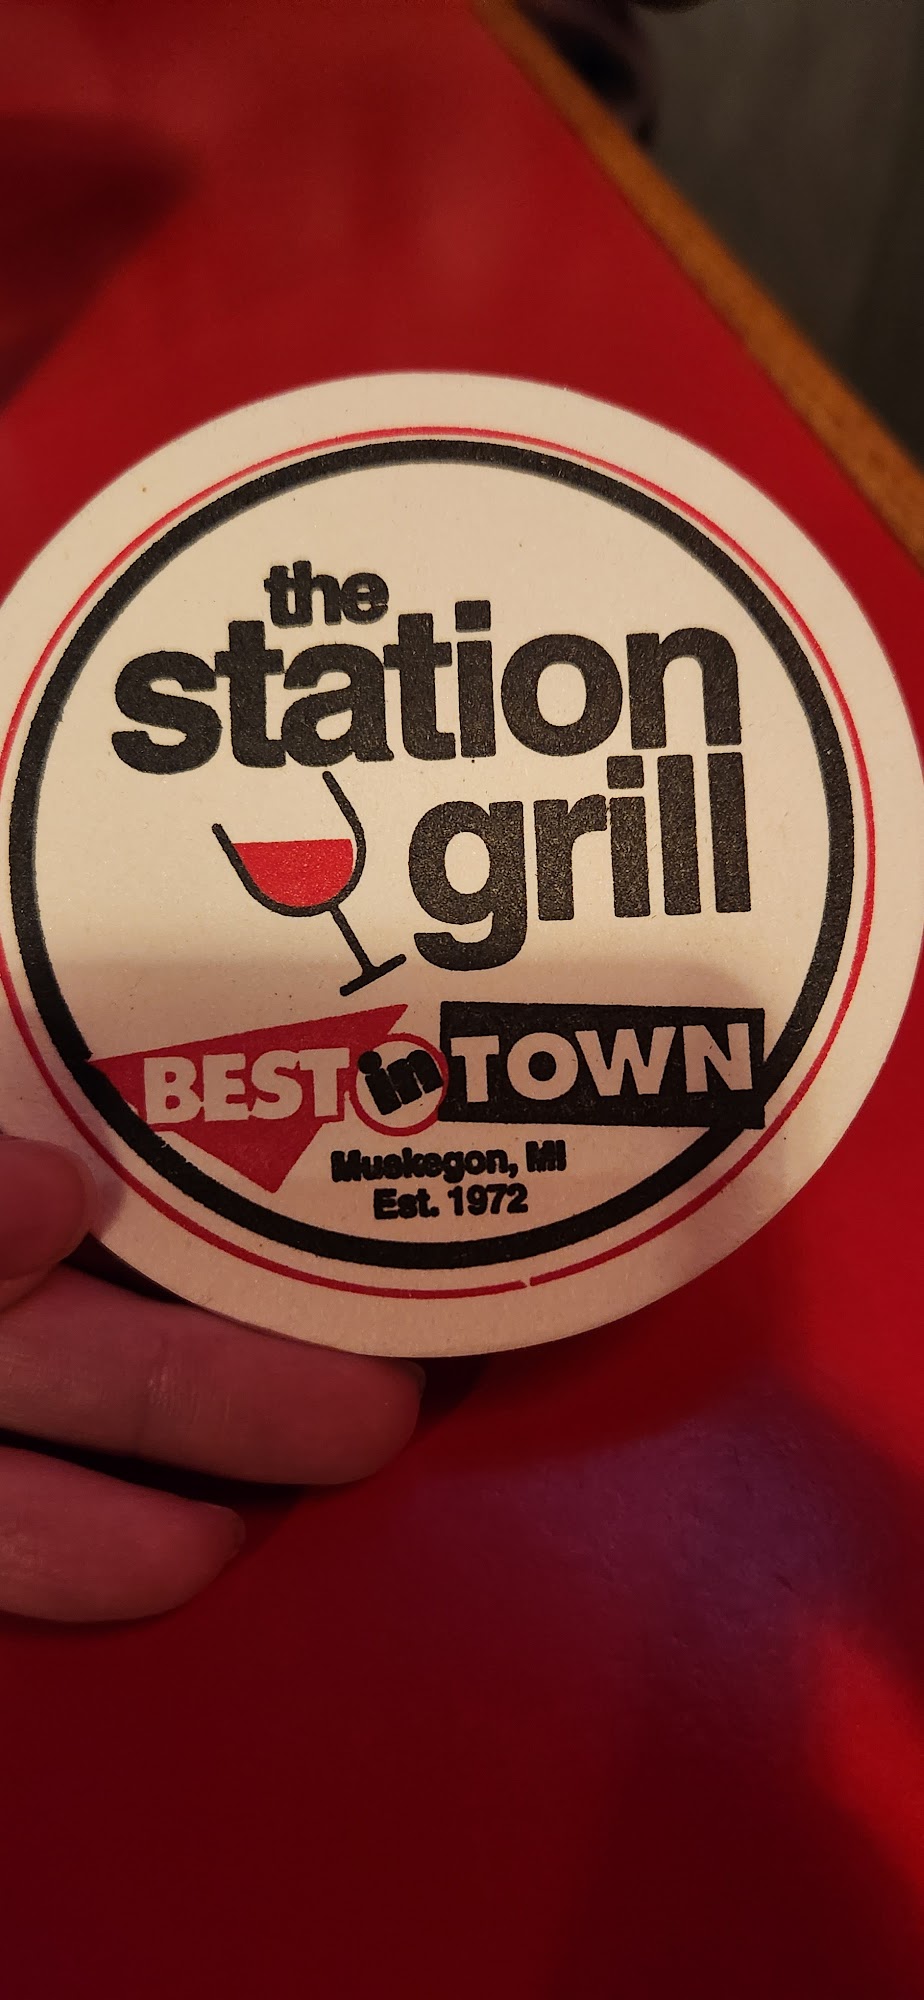 the
station
grill
BEST in TOWN
Muskegon, MI
Est. 1972